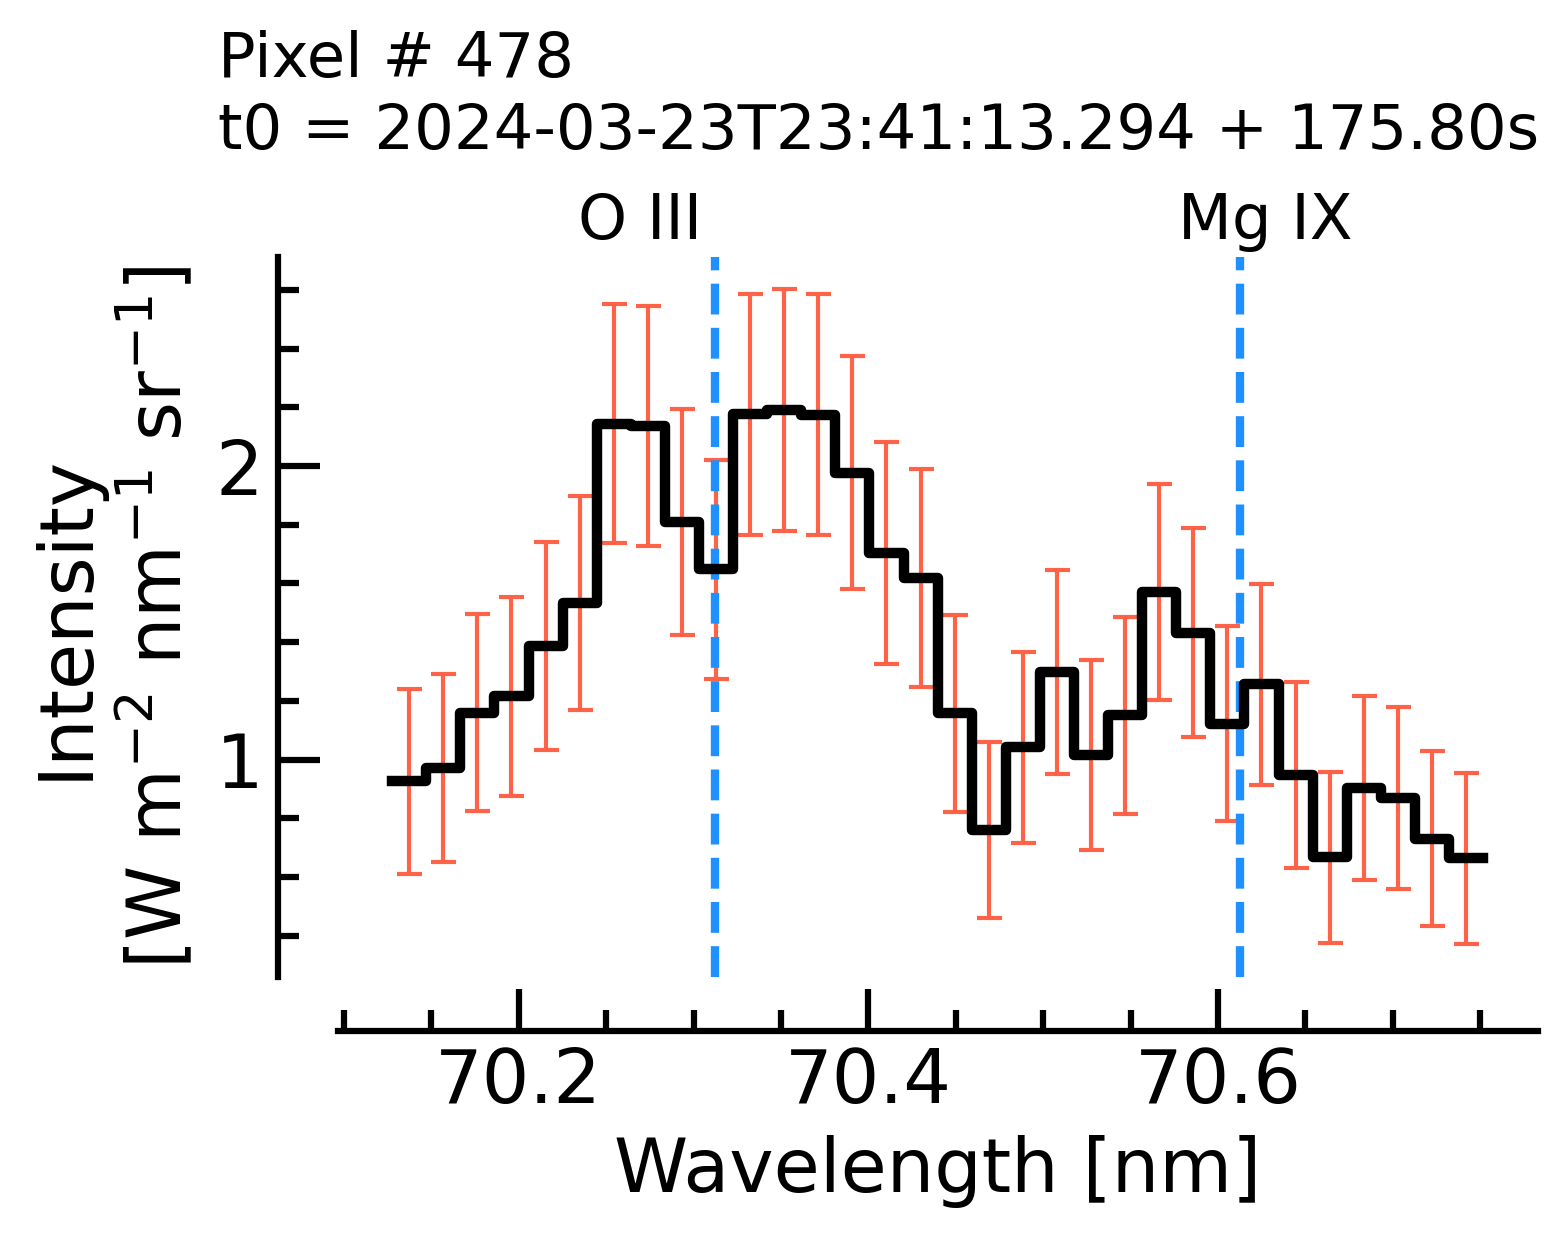 Pixel # 478
t0 = 2024-03-23T23:41:13.294 + 175.80s
O III
Mg IX
Intensity
[W m⁻² nm⁻¹ sr⁻¹]
2
1
70.2
70.4
70.6
Wavelength [nm]